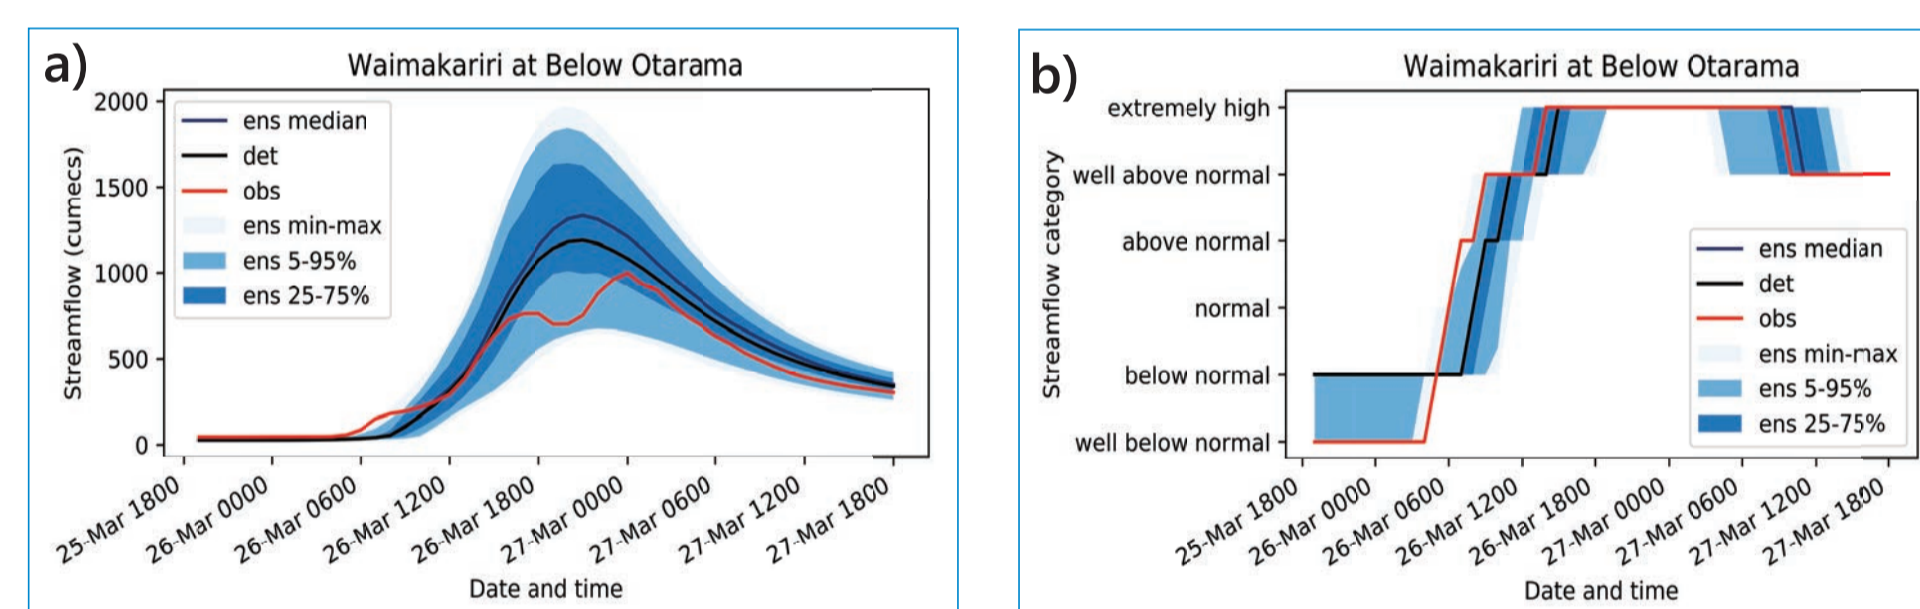 a)
Waimakariri at Below Otarama
Streamflow (cumecs)
2000
1500
1000
500
0
ens median
det
obs
ens min-max
ens 5-95%
ens 25-75%
25-Mar 1800
26-Mar 0000
26-Mar 0600
26-Mar 1200
26-Mar 1800
27-Mar 0000
27-Mar 0600
27-Mar 1200
27-Mar 1800
Date and time
b)
Waimakariri at Below Otarama
Streamflow category
extremely high
well above normal
above normal
normal
below normal
well below normal
ens median
det
obs
ens min-max
ens 5-95%
ens 25-75%
25-Mar 1800
26-Mar 0000
26-Mar 0600
26-Mar 1200
26-Mar 1800
27-Mar 0000
27-Mar 0600
27-Mar 1200
27-Mar 1800
Date and time